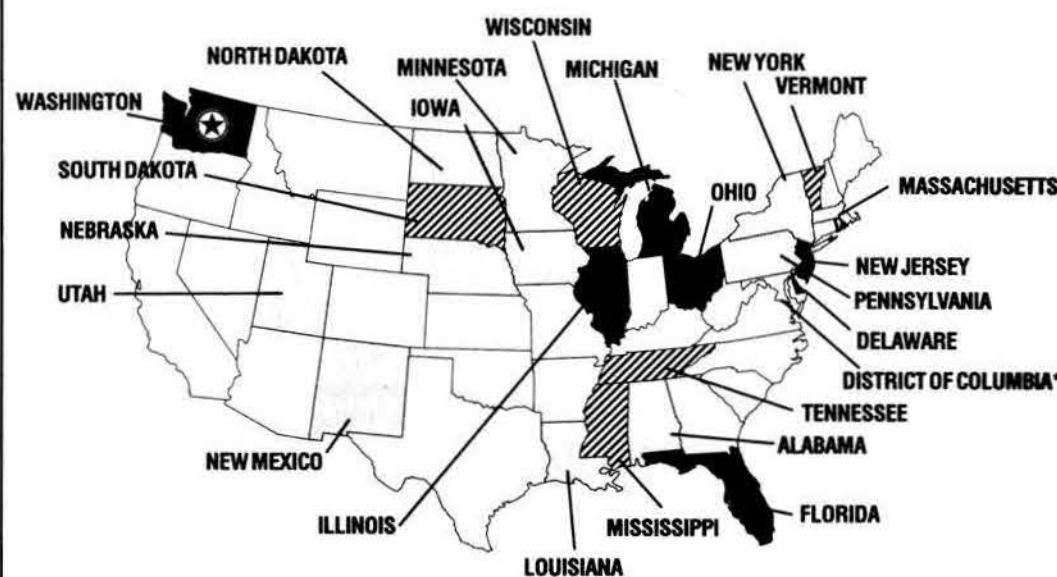 WISCONSIN
NORTH DAKOTA
MINNESOTA
MICHIGAN
NEW YORK
VERMONT
WASHINGTON
IOWA
SOUTH DAKOTA
OHIO
MASSACHUSETTS
NEBRASKA
NEW JERSEY
UTAH
PENNSYLVANIA
DELAWARE
DISTRICT OF COLUMBIA*
TENNESSEE
ALABAMA
NEW MEXICO
ILLINOIS
MISSISSIPPI
FLORIDA
LOUISIANA